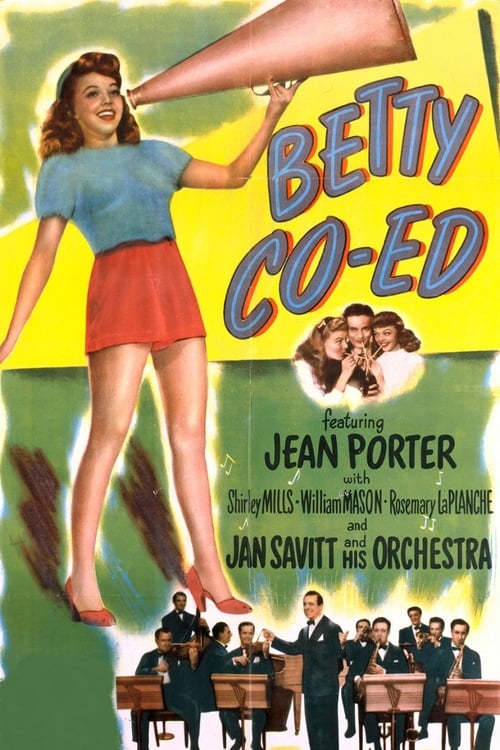 BETTY
CO-ED
featuring
JEAN PORTER
with
Shirley MILLS - William MASON - Rosemary LaPLANCHE
and
JAN SAVITT and HIS ORCHESTRA